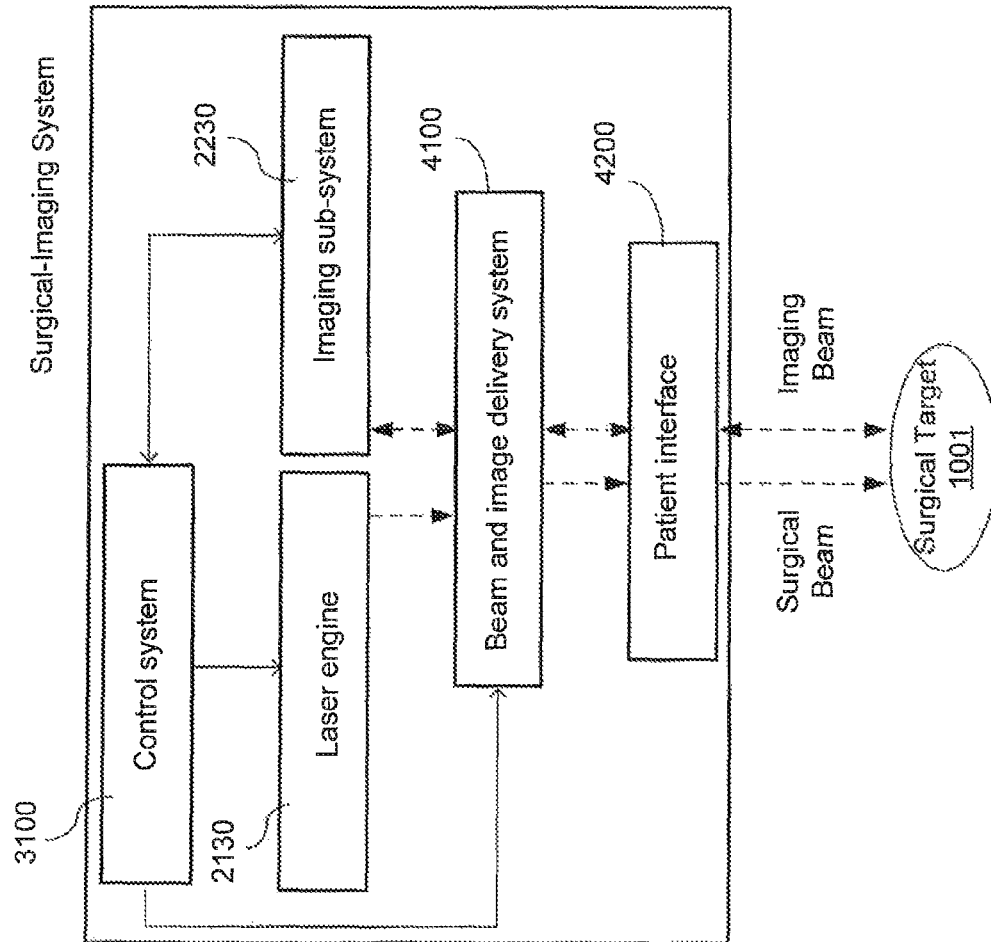 Surgical-Imaging System
3100
Control system
2230
Imaging sub-system
2130
Laser engine
4100
Beam and image delivery system
4200
Patient interface
Surgical
Beam
Imaging
Beam
Surgical Target
1001